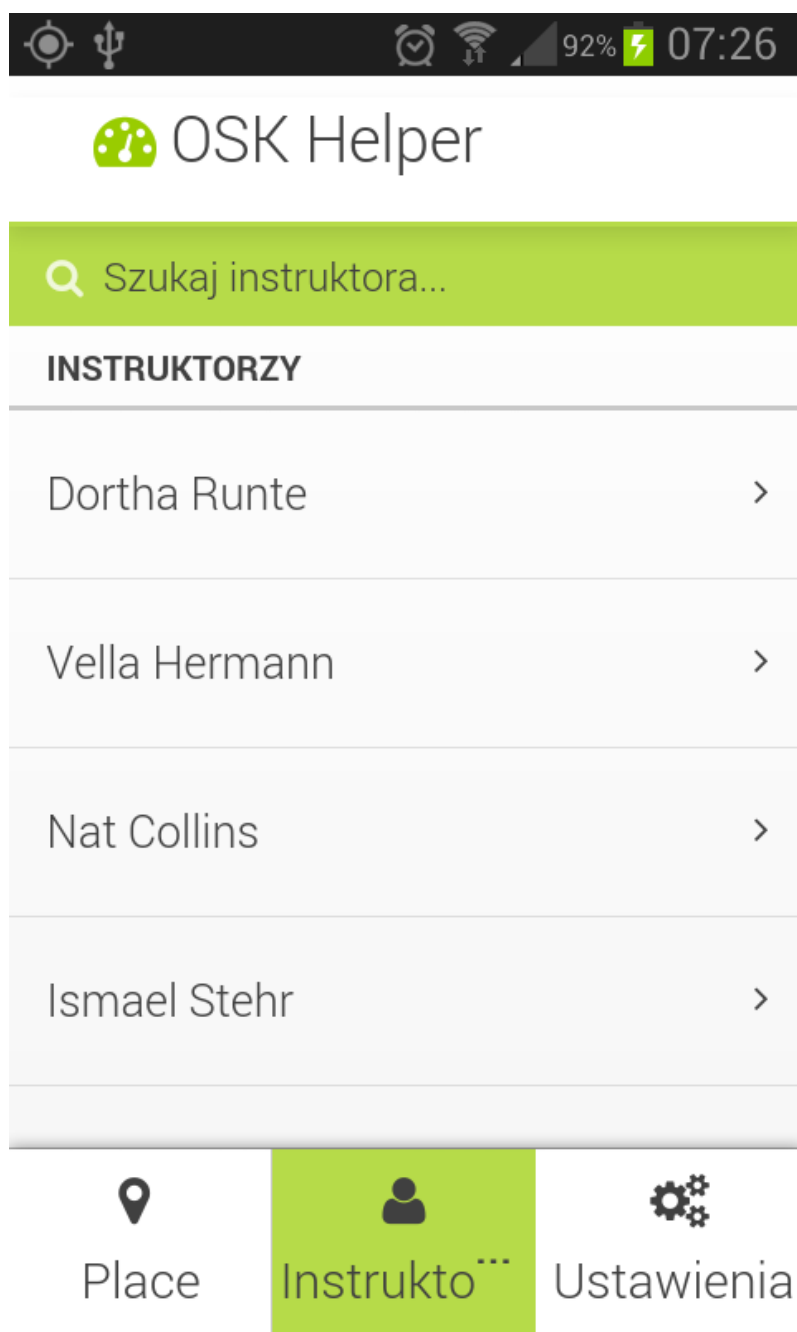 92% 07:26
OSK Helper
Szukaj instruktora...
INSTRUKTORZY
Dortha Runte
Vella Hermann
Nat Collins
Ismael Stehr
Place Instrukto... Ustawienia